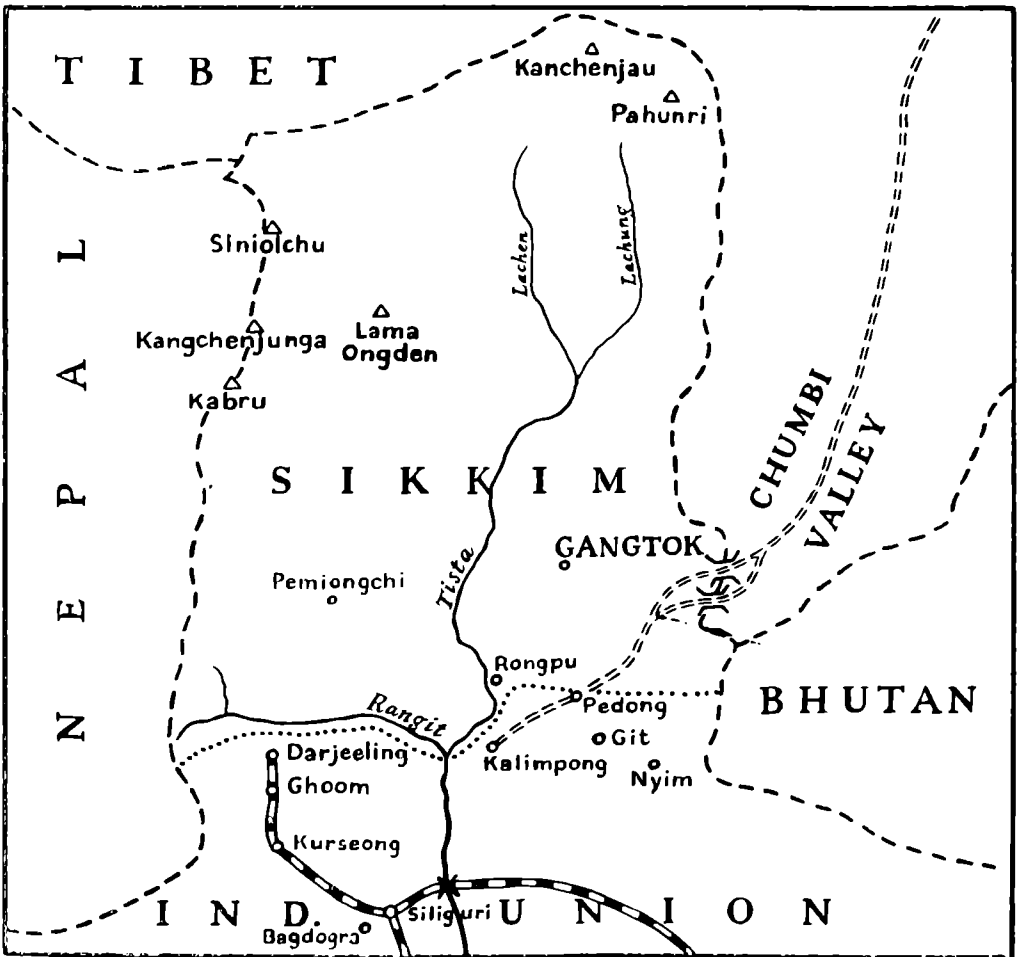 TIBET
Kanchenjau
Pahunri
Siniolchu
Lachen
Lachung
Kangchenjunga
Lama
Ongden
Kabru
NEPAL
CHUMBI
VALLEY
SIKKIM
GANGTOK
Tista
Pemiongchi
Rongpu
Rangit
Pedong
BHUTAN
Darjeeling
Kalimpong
Git
Nyim
Ghoom
Kurseong
IND. UNION
Siliguri
Bagdogra